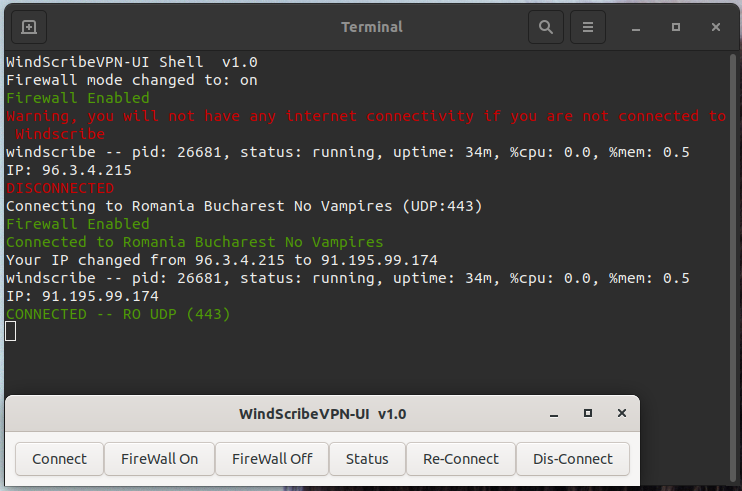 Terminal
WindScribeVPN-UI Shell  v1.0
Firewall mode changed to: on
Firewall Enabled
Warning, you will not have any internet connectivity if you are not connected to
 Windscribe
windscribe -- pid: 26681, status: running, uptime: 34m, %cpu: 0.0, %mem: 0.5
IP: 96.3.4.215
DISCONNECTED
Connecting to Romania Bucharest No Vampires (UDP:443)
Firewall Enabled
Connected to Romania Bucharest No Vampires
Your IP changed from 96.3.4.215 to 91.195.99.174
windscribe -- pid: 26681, status: running, uptime: 34m, %cpu: 0.0, %mem: 0.5
IP: 91.195.99.174
CONNECTED -- RO UDP (443)
WindScribeVPN-UI  v1.0
Connect FireWall On FireWall Off Status Re-Connect Dis-Connect